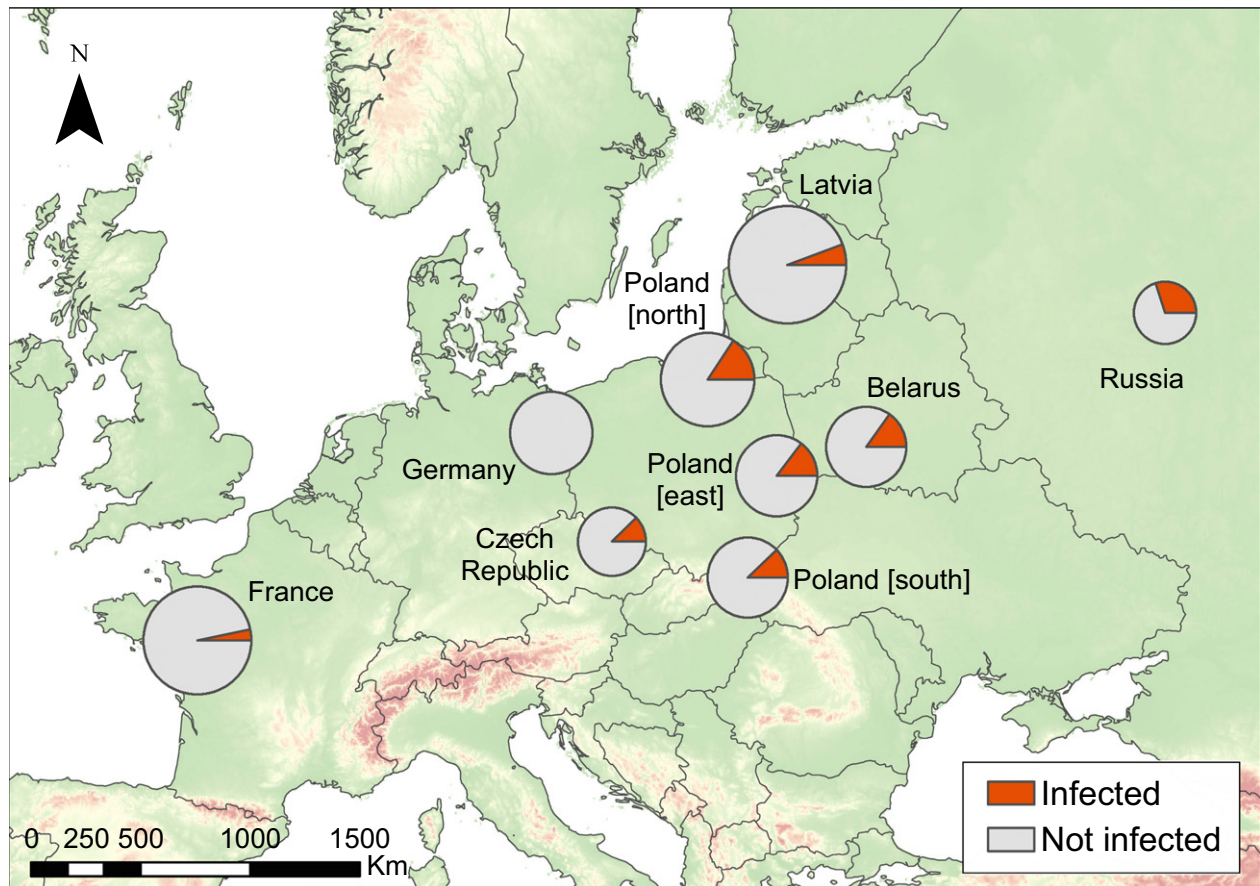 N
Latvia
Poland
[north]
Russia
Belarus
Germany
Poland
[east]
Czech
Republic
Poland [south]
France
Infected
Not infected
0 250 500 1000 1500
Km